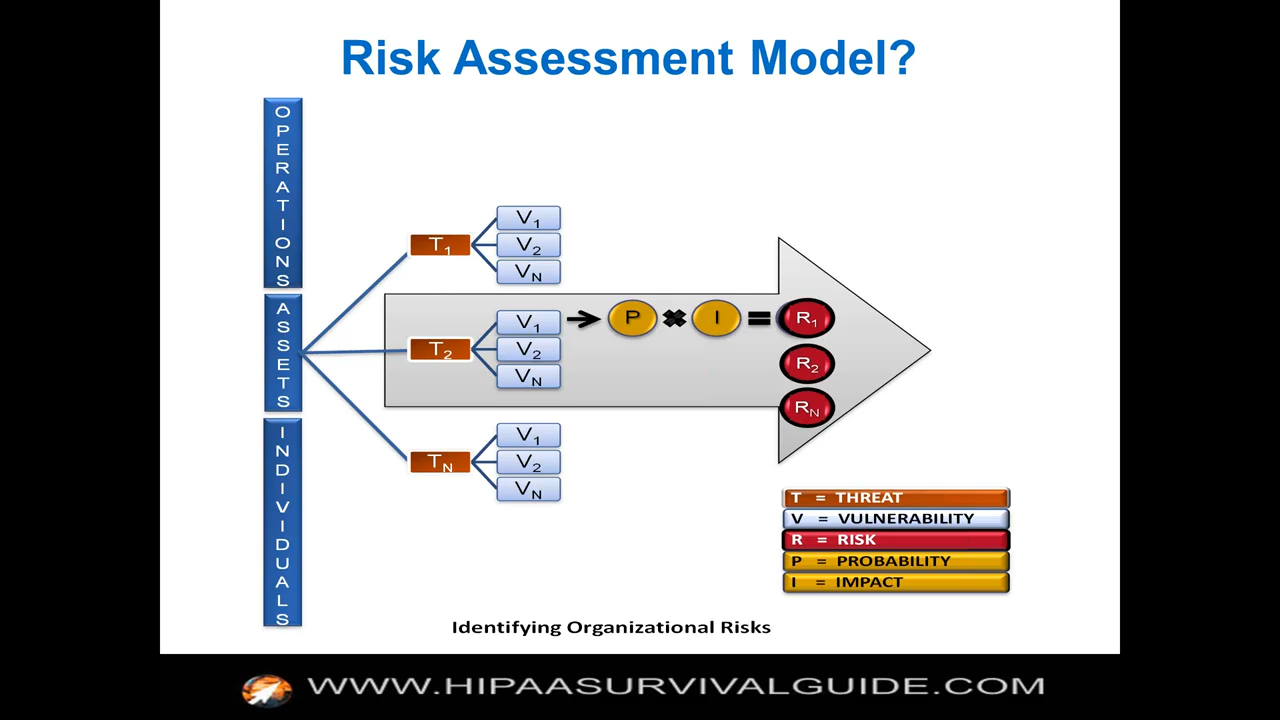 Risk Assessment Model?
OPERATIONS
ASSETS
INDIVIDUALS
T1
V1
V2
VN
T2
V1
V2
VN
P ✖ I = R1
R2
RN
TN
V1
V2
VN
T = THREAT
V = VULNERABILITY
R = RISK
P = PROBABILITY
I = IMPACT
Identifying Organizational Risks
WWW.HIPAASURVIVALGUIDE.COM